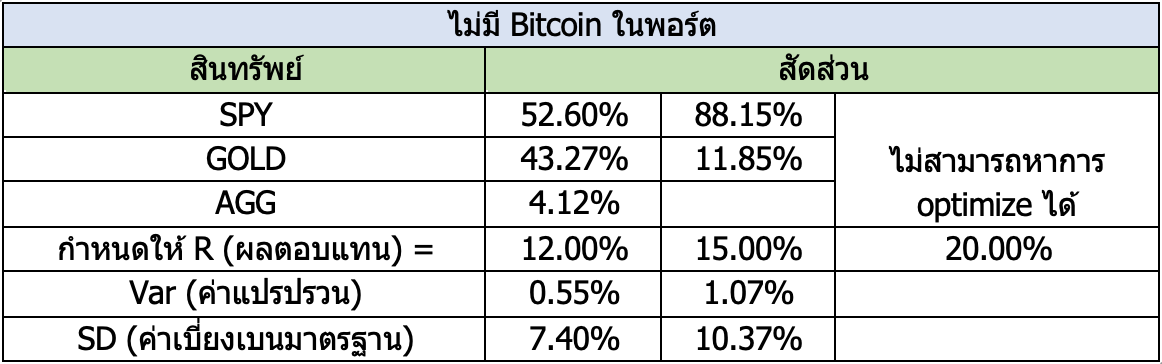 ไม่มี Bitcoin ในพอร์ต
สินทรัพย์ สัดส่วน
SPY 52.60% 88.15%
GOLD 43.27% 11.85% ไม่สามารถหาการ
AGG 4.12% optimize ได้
กำหนดให้ R (ผลตอบแทน) = 12.00% 15.00% 20.00%
Var (ค่าแปรปรวน) 0.55% 1.07%
SD (ค่าเบี่ยงเบนมาตรฐาน) 7.40% 10.37%